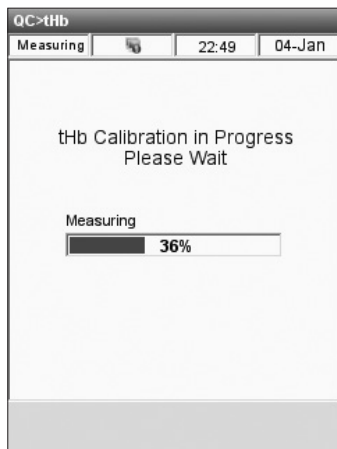 QC>tHb
Measuring 22:49 04-Jan
tHb Calibration in Progress
Please Wait
Measuring
36%